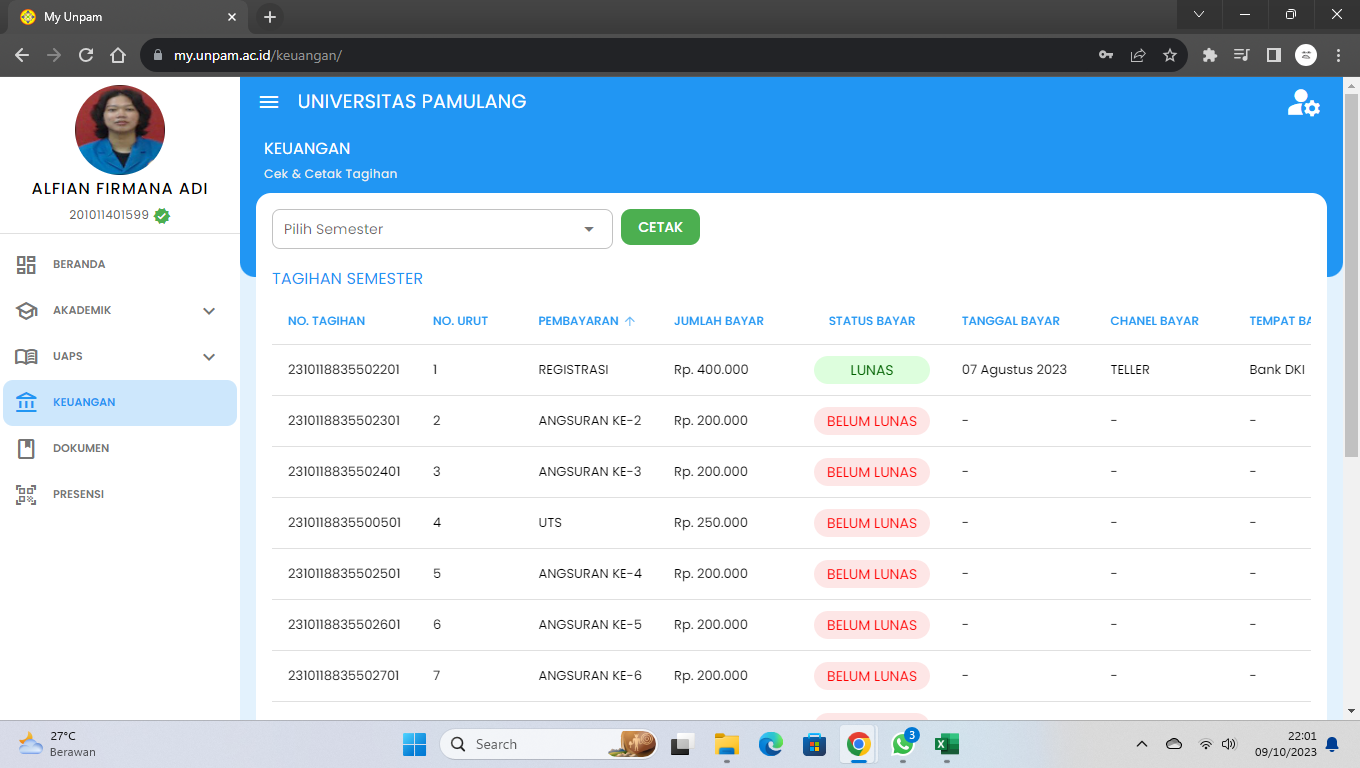 My Unpam
my.unpam.ac.id/keuangan/
UNIVERSITAS PAMULANG
KEUANGAN
Cek & Cetak Tagihan
ALFIAN FIRMANA ADI
201011401599
BERANDA
AKADEMIK
UAPS
KEUANGAN
DOKUMEN
PRESENSI
Pilih Semester
CETAK
TAGIHAN SEMESTER
NO. TAGIHAN NO. URUT PEMBAYARAN JUMLAH BAYAR STATUS BAYAR TANGGAL BAYAR CHANEL BAYAR TEMPAT BA
2310118835502201 1 REGISTRASI Rp. 400.000 LUNAS 07 Agustus 2023 TELLER Bank DKI
2310118835502301 2 ANGSURAN KE-2 Rp. 200.000 BELUM LUNAS - - -
2310118835502401 3 ANGSURAN KE-3 Rp. 200.000 BELUM LUNAS - - -
2310118835500501 4 UTS Rp. 250.000 BELUM LUNAS - - -
2310118835502501 5 ANGSURAN KE-4 Rp. 200.000 BELUM LUNAS - - -
2310118835502601 6 ANGSURAN KE-5 Rp. 200.000 BELUM LUNAS - - -
2310118835502701 7 ANGSURAN KE-6 Rp. 200.000 BELUM LUNAS - - -
27°C
Berawan
Search
3
22:01
09/10/2023